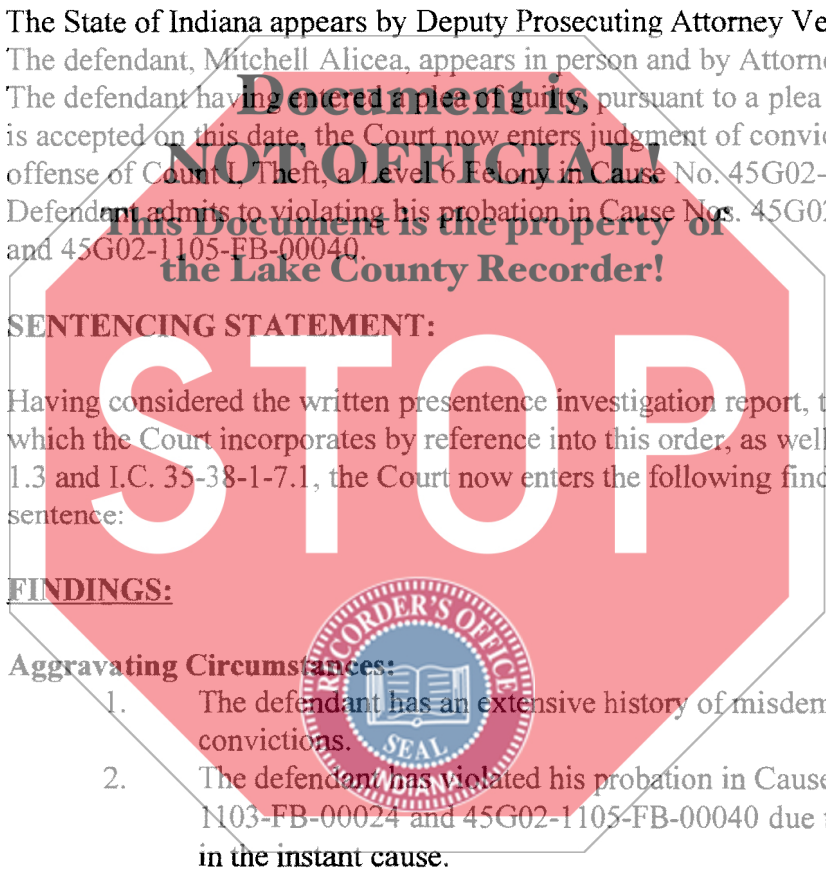 The State of Indiana appears by Deputy Prosecuting Attorney Ve
The defendant, Mitchell Alicea, appears in person and by Attorne
Document is
The defendant having entered a plea of guilty, pursuant to a plea
is accepted on this date, the Court now enters judgment of convic
NOT OFFICIAL!
offense of Count I, Theft, a Level 6 Felony in Cause No. 45G02-
Defendant admits to violating his probation in Cause Nos. 45G02
This Document is the property of
and 45G02-1105-FB-00040.
the Lake County Recorder!
SENTENCING STATEMENT:
STOP
Having considered the written presentence investigation report, t
which the Court incorporates by reference into this order, as well
1.3 and I.C. 35-38-1-7.1, the Court now enters the following find
sentence:
FINDINGS:
RECORDER'S OFFICE
Aggravating Circumstances:
1. The defendant has an extensive history of misdem
convictions.
SEAL
2. The defendant has violated his probation in Cause
INDIANA
1103-FB-00024 and 45G02-1105-FB-00040 due t
in the instant cause.